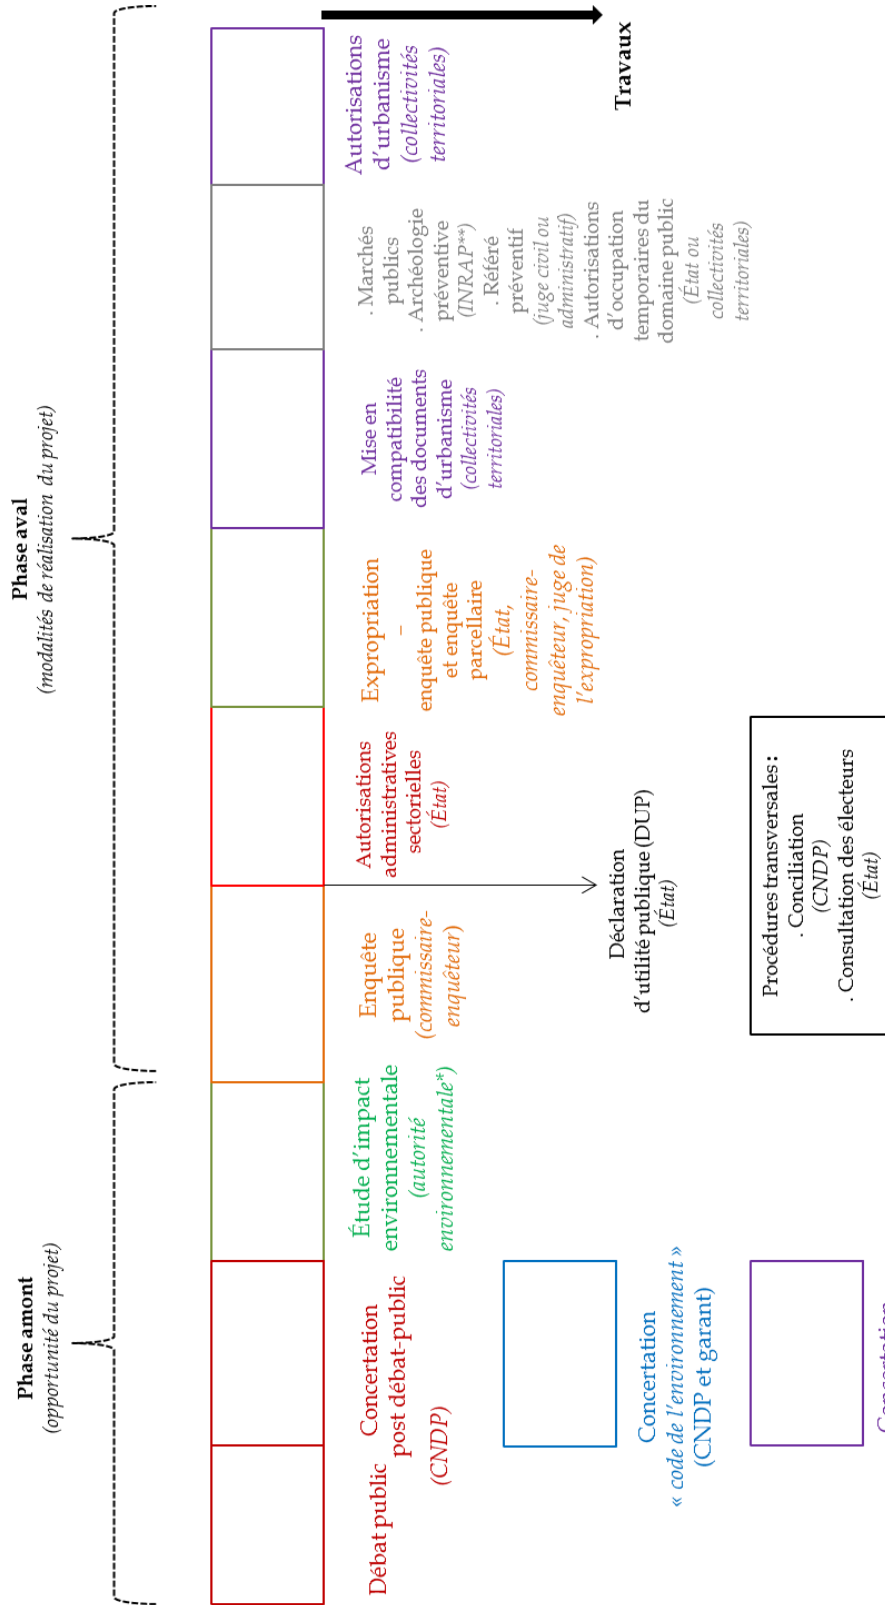 Phase amont
(opportunité du projet)
Phase aval
(modalités de réalisation du projet)
Débat public
Concertation
post débat-public
(CNDP)
Étude d'impact
environnementale
(autorité
environnementale*)
Enquête
publique
(commissaire-
enquêteur)
Autorisations
administratives
sectorielles
(État)
Expropriation
–
enquête publique
et enquête
parcellaire
(État,
commissaire-
enquêteur, juge de
l'expropriation)
Mise en
compatibilité
des documents
d'urbanisme
(collectivités
territoriales)
. Marchés
publics
. Archéologie
préventive
(INRAP**)
. Référé
préventif
(juge civil ou
administratif)
. Autorisations
d'occupation
temporaires du
domaine public
(État ou
collectivités
territoriales)
Autorisations
d'urbanisme
(collectivités
territoriales)
Travaux
Déclaration
d'utilité publique (DUP)
(État)
Concertation
« code de l'environnement »
(CNDP et garant)
Procédures transversales :
. Conciliation
(CNDP)
. Consultation des électeurs
(État)
Concertation